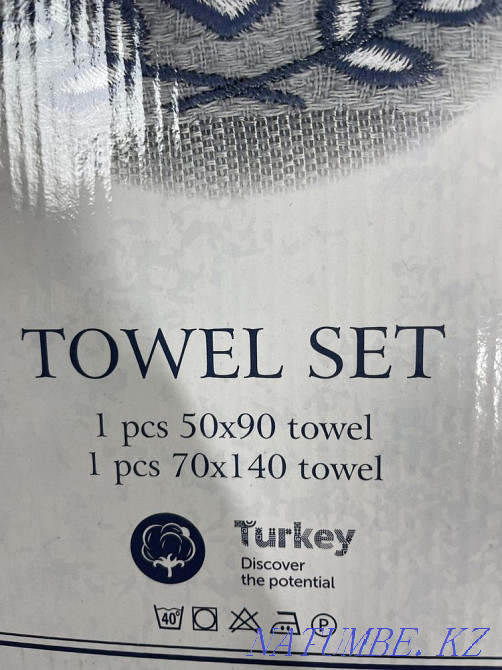 TOWEL SET
1 pcs 50x90 towel
1 pcs 70x140 towel
Turkey
Discover
the potential
40°
P
NATUMBE.KZ